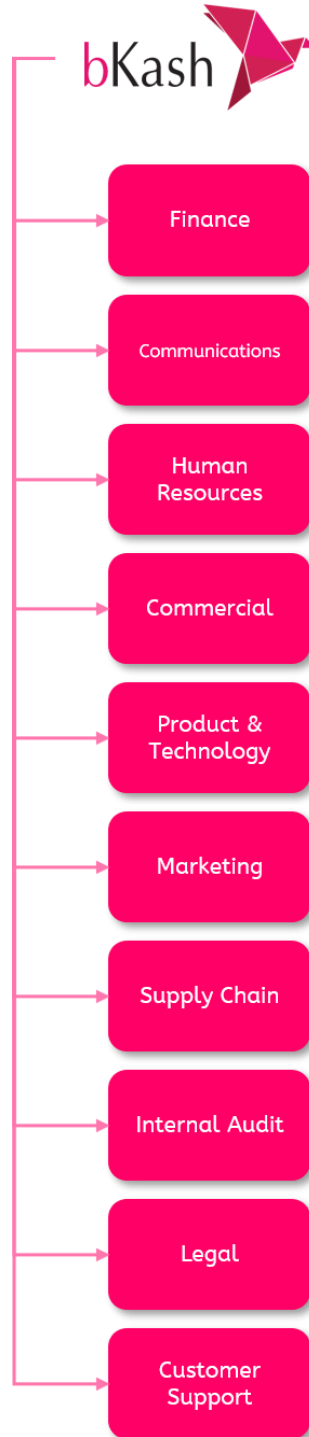 bKash
Finance
Communications
Human
Resources
Commercial
Product &
Technology
Marketing
Supply Chain
Internal Audit
Legal
Customer
Support